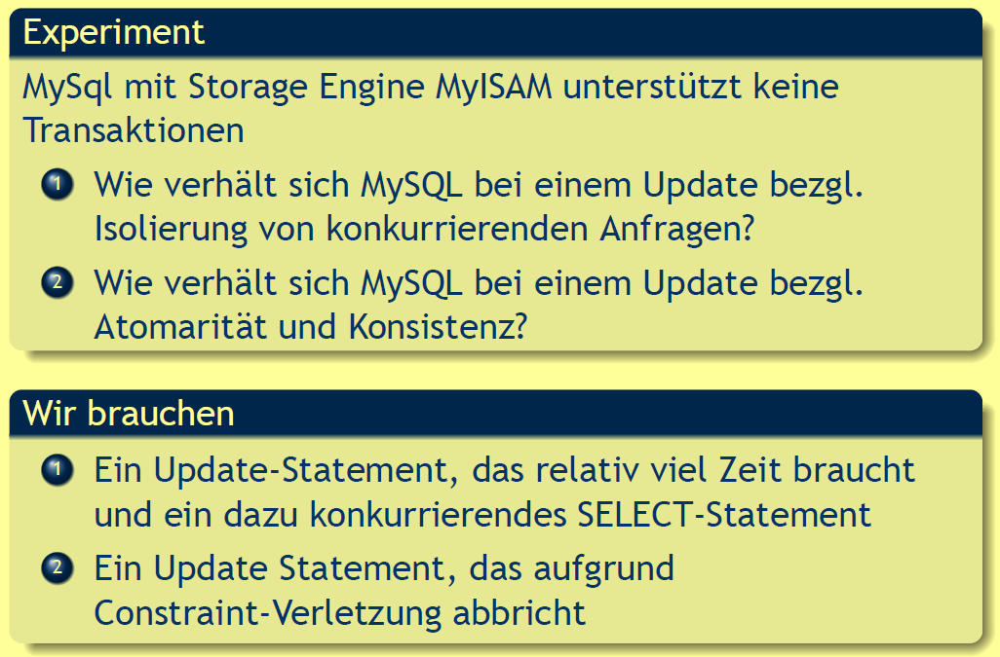 Experiment
MySql mit Storage Engine MyISAM unterstützt keine
Transaktionen
1 Wie verhält sich MySQL bei einem Update bezgl.
Isolierung von konkurrierenden Anfragen?
2 Wie verhält sich MySQL bei einem Update bezgl.
Atomarität und Konsistenz?
Wir brauchen
1 Ein Update-Statement, das relativ viel Zeit braucht
und ein dazu konkurrierendes SELECT-Statement
2 Ein Update Statement, das aufgrund
Constraint-Verletzung abbricht